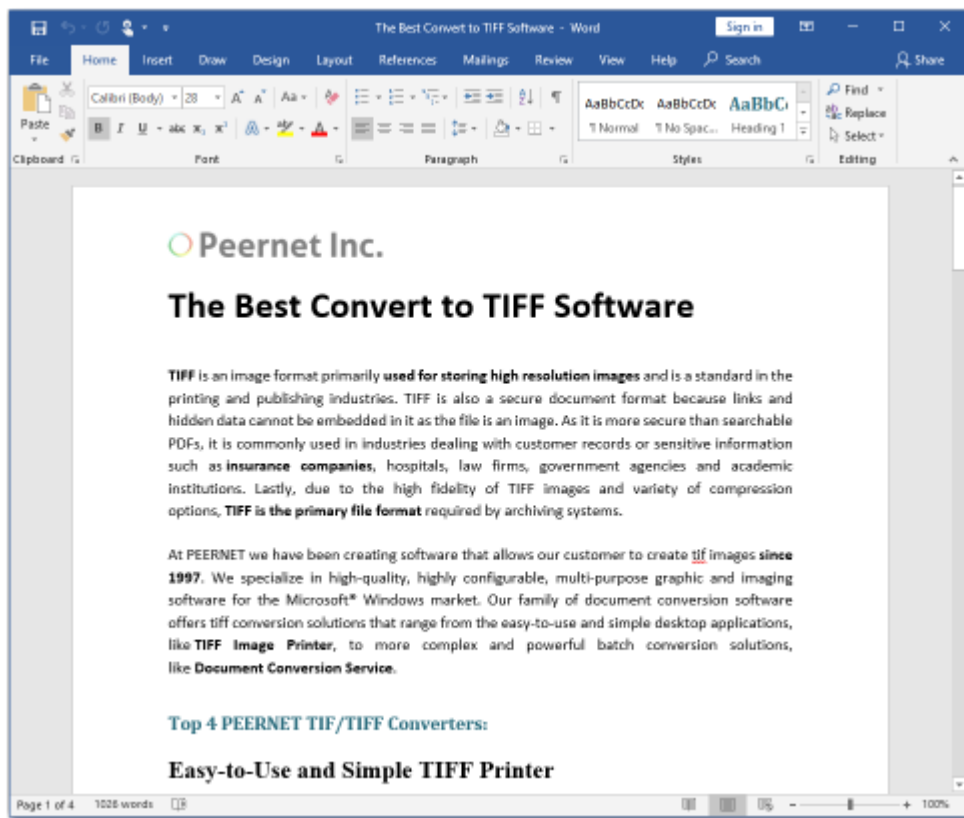 The Best Convert to TIFF Software - Word
Sign in
File Home Insert Draw Design Layout References Mailings Review View Help Search Share
Paste
Calibri (Body) 28 A A Aa
B I U abc X₂ X² A A
AaBbCcDc AaBbCcDc AaBbC
¶ Normal ¶ No Spac... Heading 1
Find
Replace
Select
Clipboard Font Paragraph Styles Editing
Peernet Inc.
The Best Convert to TIFF Software
TIFF is an image format primarily used for storing high resolution images and is a standard in the
printing and publishing industries. TIFF is also a secure document format because links and
hidden data cannot be embedded in it as the file is an image. As it is more secure than searchable
PDFs, it is commonly used in industries dealing with customer records or sensitive information
such as insurance companies, hospitals, law firms, government agencies and academic
institutions. Lastly, due to the high fidelity of TIFF images and variety of compression
options, TIFF is the primary file format required by archiving systems.
At PEERNET we have been creating software that allows our customer to create tif images since
1997. We specialize in high-quality, highly configurable, multi-purpose graphic and imaging
software for the Microsoft® Windows market. Our family of document conversion software
offers tiff conversion solutions that range from the easy-to-use and simple desktop applications,
like TIFF Image Printer, to more complex and powerful batch conversion solutions,
like Document Conversion Service.
Top 4 PEERNET TIF/TIFF Converters:
Easy-to-Use and Simple TIFF Printer
Page 1 of 4 1026 words 100%